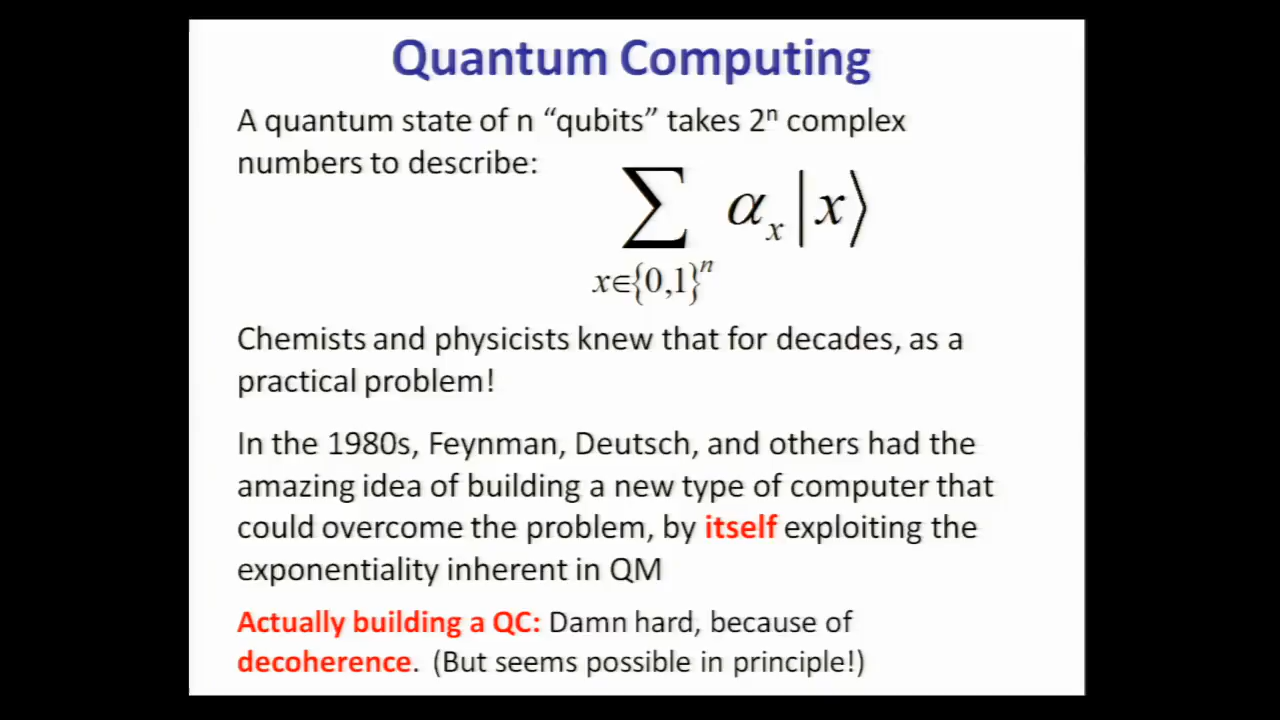 Quantum Computing
A quantum state of n “qubits” takes 2ⁿ complex
numbers to describe:
∑ αₓ|x⟩
x∈{0,1}ⁿ
Chemists and physicists knew that for decades, as a
practical problem!
In the 1980s, Feynman, Deutsch, and others had the
amazing idea of building a new type of computer that
could overcome the problem, by itself exploiting the
exponentiality inherent in QM
Actually building a QC: Damn hard, because of
decoherence. (But seems possible in principle!)